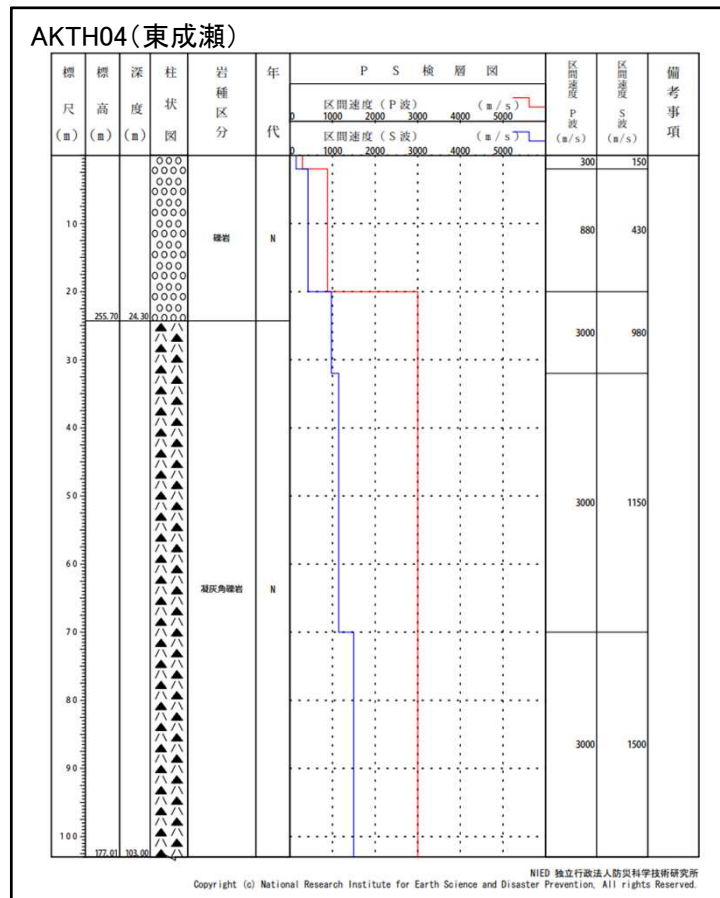 AKTH04(東成瀬)
標尺(m)
標高(m)
深度(m)
柱状図
岩種区分
年代
PS検層図
区間速度(P波) (m/s)
0 1000 2000 3000 4000 5000
区間速度(S波) (m/s)
0 1000 2000 3000 4000 5000
区間速度 P波 (m/s)
区間速度 S波 (m/s)
備考事項
300 150
10
礫岩 N
880 430
20
255.70 24.30
3000 980
30
40
50
3000 1150
60
凝灰角礫岩 N
70
80
3000 1500
90
100
177.01 103.00
NIED 独立行政法人防災科学技術研究所
Copyright (c) National Research Institute for Earth Science and Disaster Prevention, All rights Reserved.